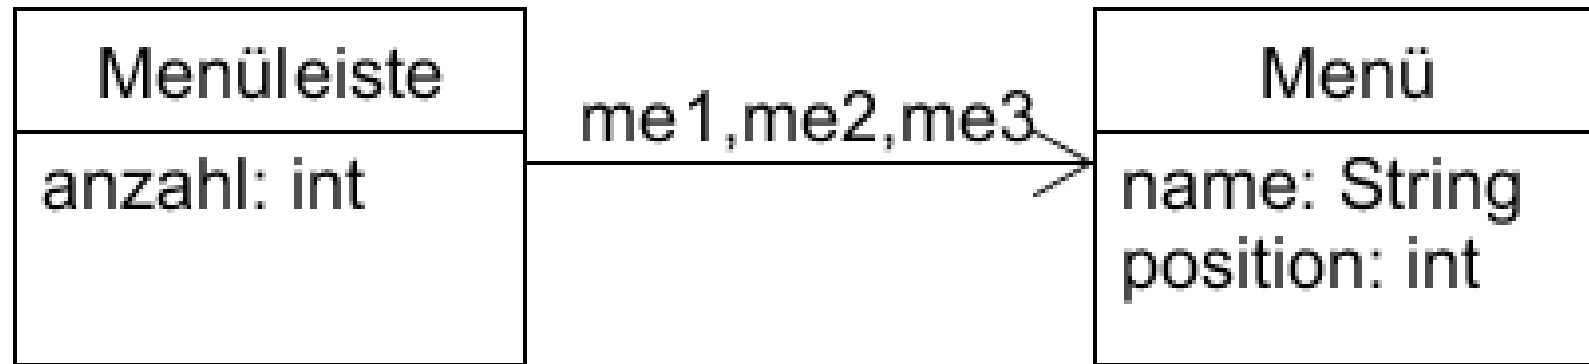 Menüleiste
anzahl: int
me1,me2,me3
Menü
name: String
position: int